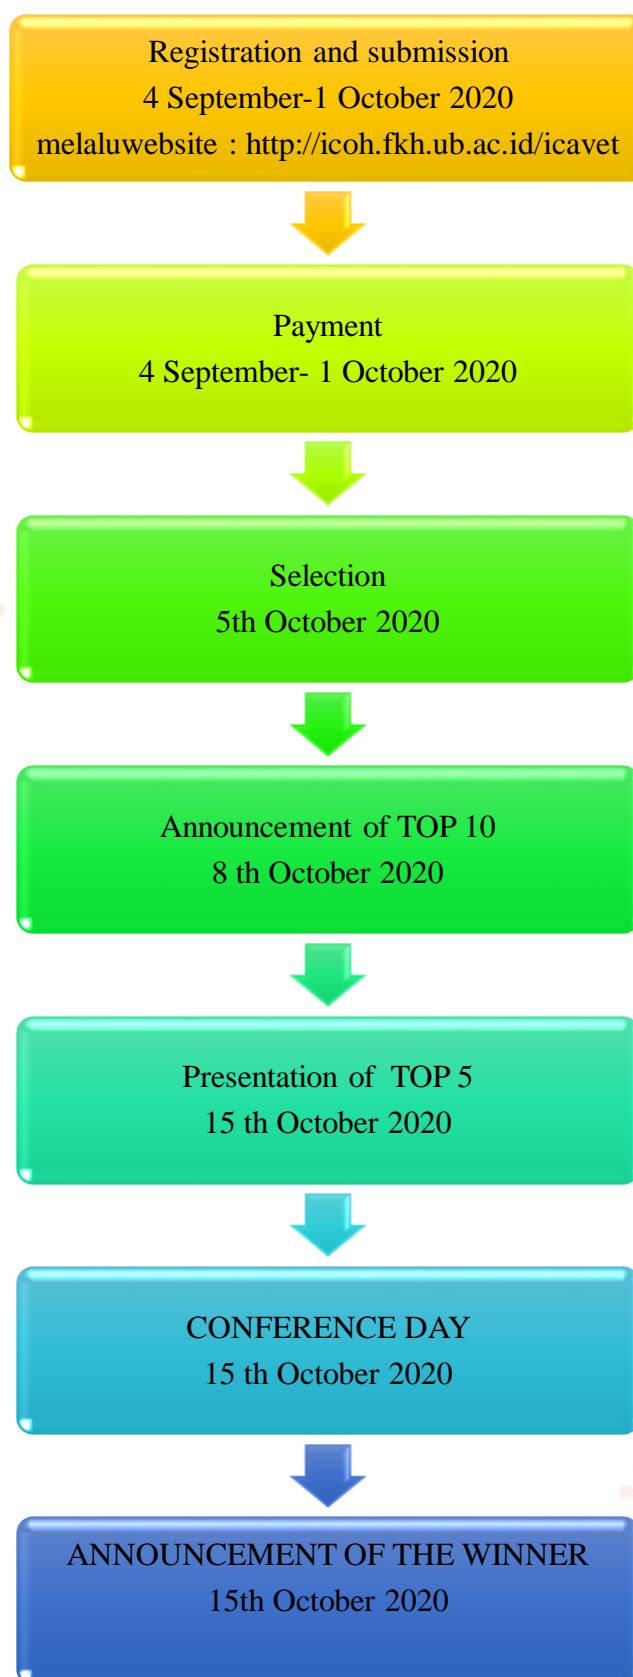 Registration and submission
4 September-1 October 2020
melaluwebsite : http://icoh.fkh.ub.ac.id/icavet
Payment
4 September- 1 October 2020
Selection
5th October 2020
Announcement of TOP 10
8 th October 2020
Presentation of TOP 5
15 th October 2020
CONFERENCE DAY
15 th October 2020
ANNOUNCEMENT OF THE WINNER
15th October 2020